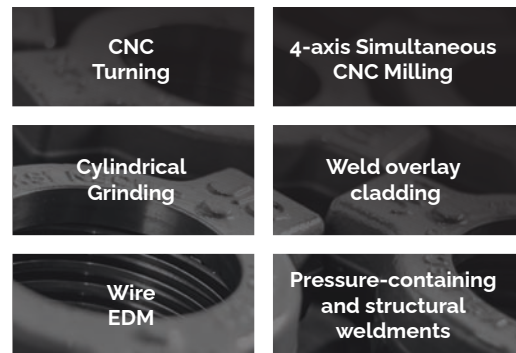 CNC
Turning
4-axis Simultaneous
CNC Milling
Cylindrical
Grinding
Weld overlay
cladding
Wire
EDM
Pressure-containing
and structural
weldments